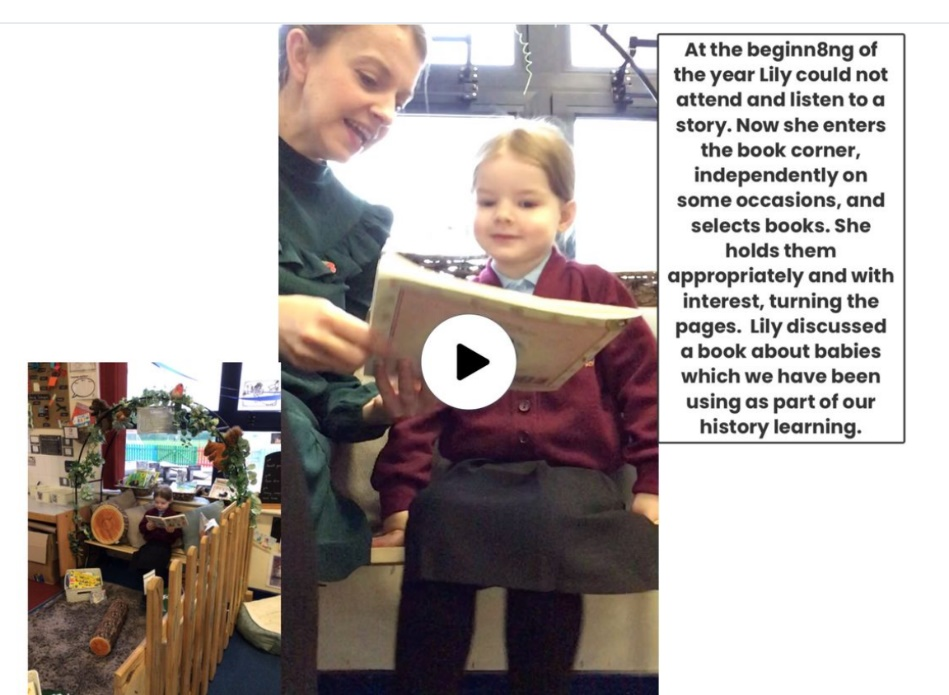 At the beginn8ng of
the year Lily could not
attend and listen to a
story. Now she enters
the book corner,
independently on
some occasions, and
selects books. She
holds them
appropriately and with
interest, turning the
pages.  Lily discussed
a book about babies
which we have been
using as part of our
history learning.